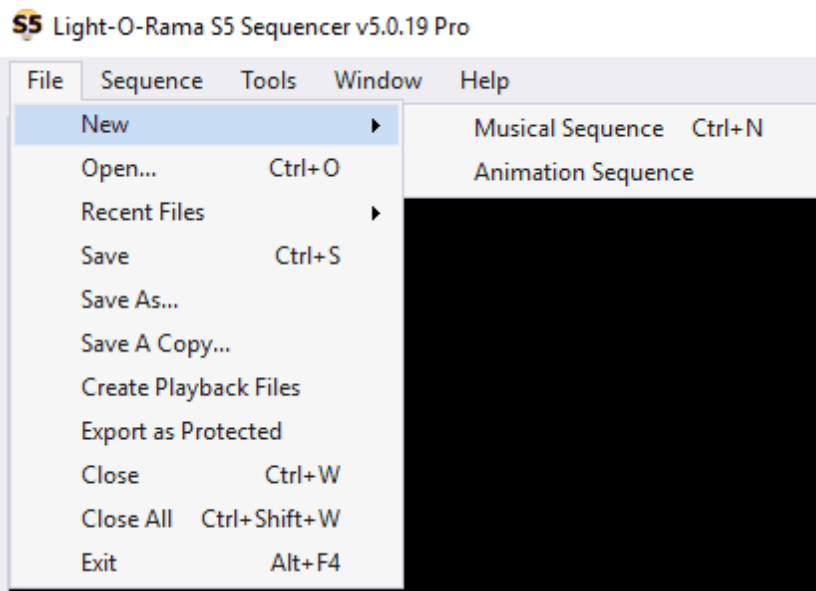 S5 Light-O-Rama S5 Sequencer v5.0.19 Pro
File Sequence Tools Window Help
New
Musical Sequence Ctrl+N
Open... Ctrl+O
Animation Sequence
Recent Files
Save Ctrl+S
Save As...
Save A Copy...
Create Playback Files
Export as Protected
Close Ctrl+W
Close All Ctrl+Shift+W
Exit Alt+F4